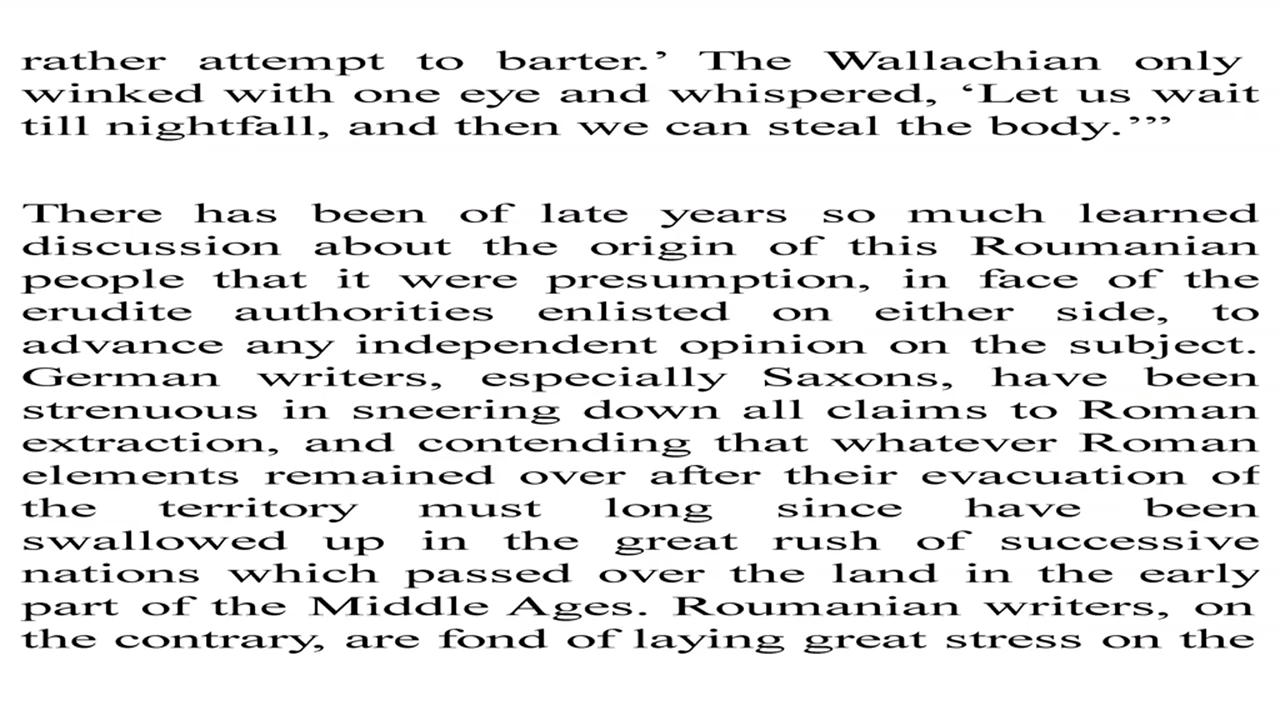 rather attempt to barter.’ The Wallachian only
winked with one eye and whispered, ‘Let us wait
till nightfall, and then we can steal the body.’”’
There has been of late years so much learned
discussion about the origin of this Roumanian
people that it were presumption, in face of the
erudite authorities enlisted on either side, to
advance any independent opinion on the subject.
German writers, especially Saxons, have been
strenuous in sneering down all claims to Roman
extraction, and contending that whatever Roman
elements remained over after their evacuation of
the territory must long since have been
swallowed up in the great rush of successive
nations which passed over the land in the early
part of the Middle Ages. Roumanian writers, on
the contrary, are fond of laying great stress on the